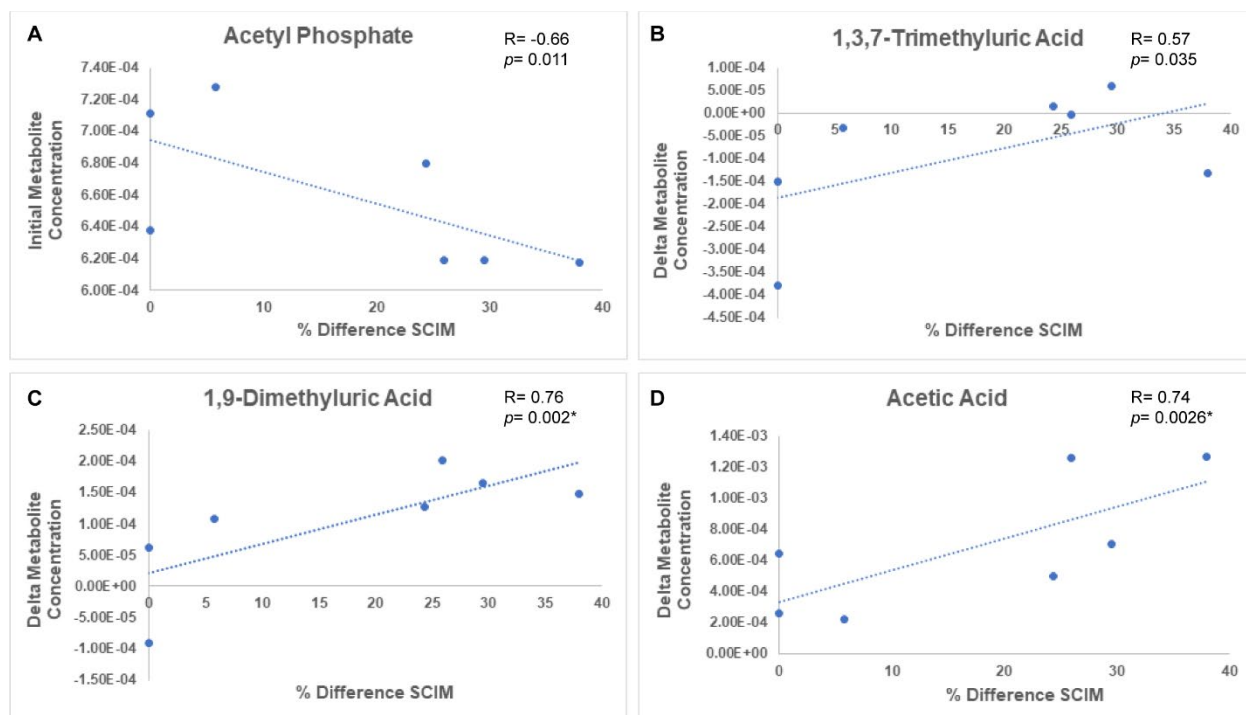 A
Acetyl Phosphate
R= -0.66
p= 0.011
Initial Metabolite
Concentration
7.40E-04
7.20E-04
7.00E-04
6.80E-04
6.60E-04
6.40E-04
6.20E-04
6.00E-04
0 10 20 30 40
% Difference SCIM
B
1,3,7-Trimethyluric Acid
R= 0.57
p= 0.035
Delta Metabolite
Concentration
1.00E-04
5.00E-05
0.00E+00
-5.00E-05
-1.00E-04
-1.50E-04
-2.00E-04
-2.50E-04
-3.00E-04
-3.50E-04
-4.00E-04
-4.50E-04
0 5 10 15 20 25 30 35 40
% Difference SCIM
C
1,9-Dimethyluric Acid
R= 0.76
p= 0.002*
Delta Metabolite
Concentration
2.50E-04
2.00E-04
1.50E-04
1.00E-04
5.00E-05
0.00E+00
-5.00E-05
-1.00E-04
-1.50E-04
0 5 10 15 20 25 30 35 40
% Difference SCIM
D
Acetic Acid
R= 0.74
p= 0.0026*
Delta Metabolite
Concentration
1.40E-03
1.20E-03
1.00E-03
8.00E-04
6.00E-04
4.00E-04
2.00E-04
0.00E+00
0 10 20 30 40
% Difference SCIM